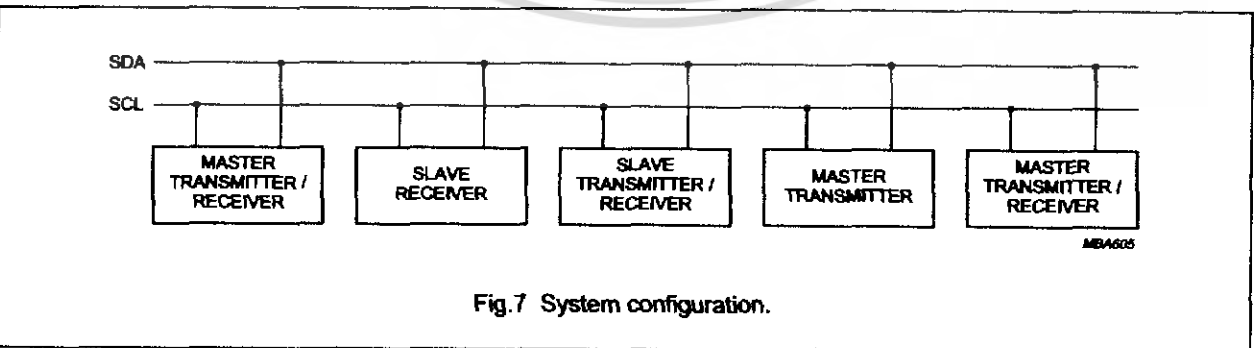 SDA
SCL
MASTER
TRANSMITTER /
RECEIVER
SLAVE
RECEIVER
SLAVE
TRANSMITTER /
RECEIVER
MASTER
TRANSMITTER
MASTER
TRANSMITTER /
RECEIVER
MBA605
Fig.7 System configuration.